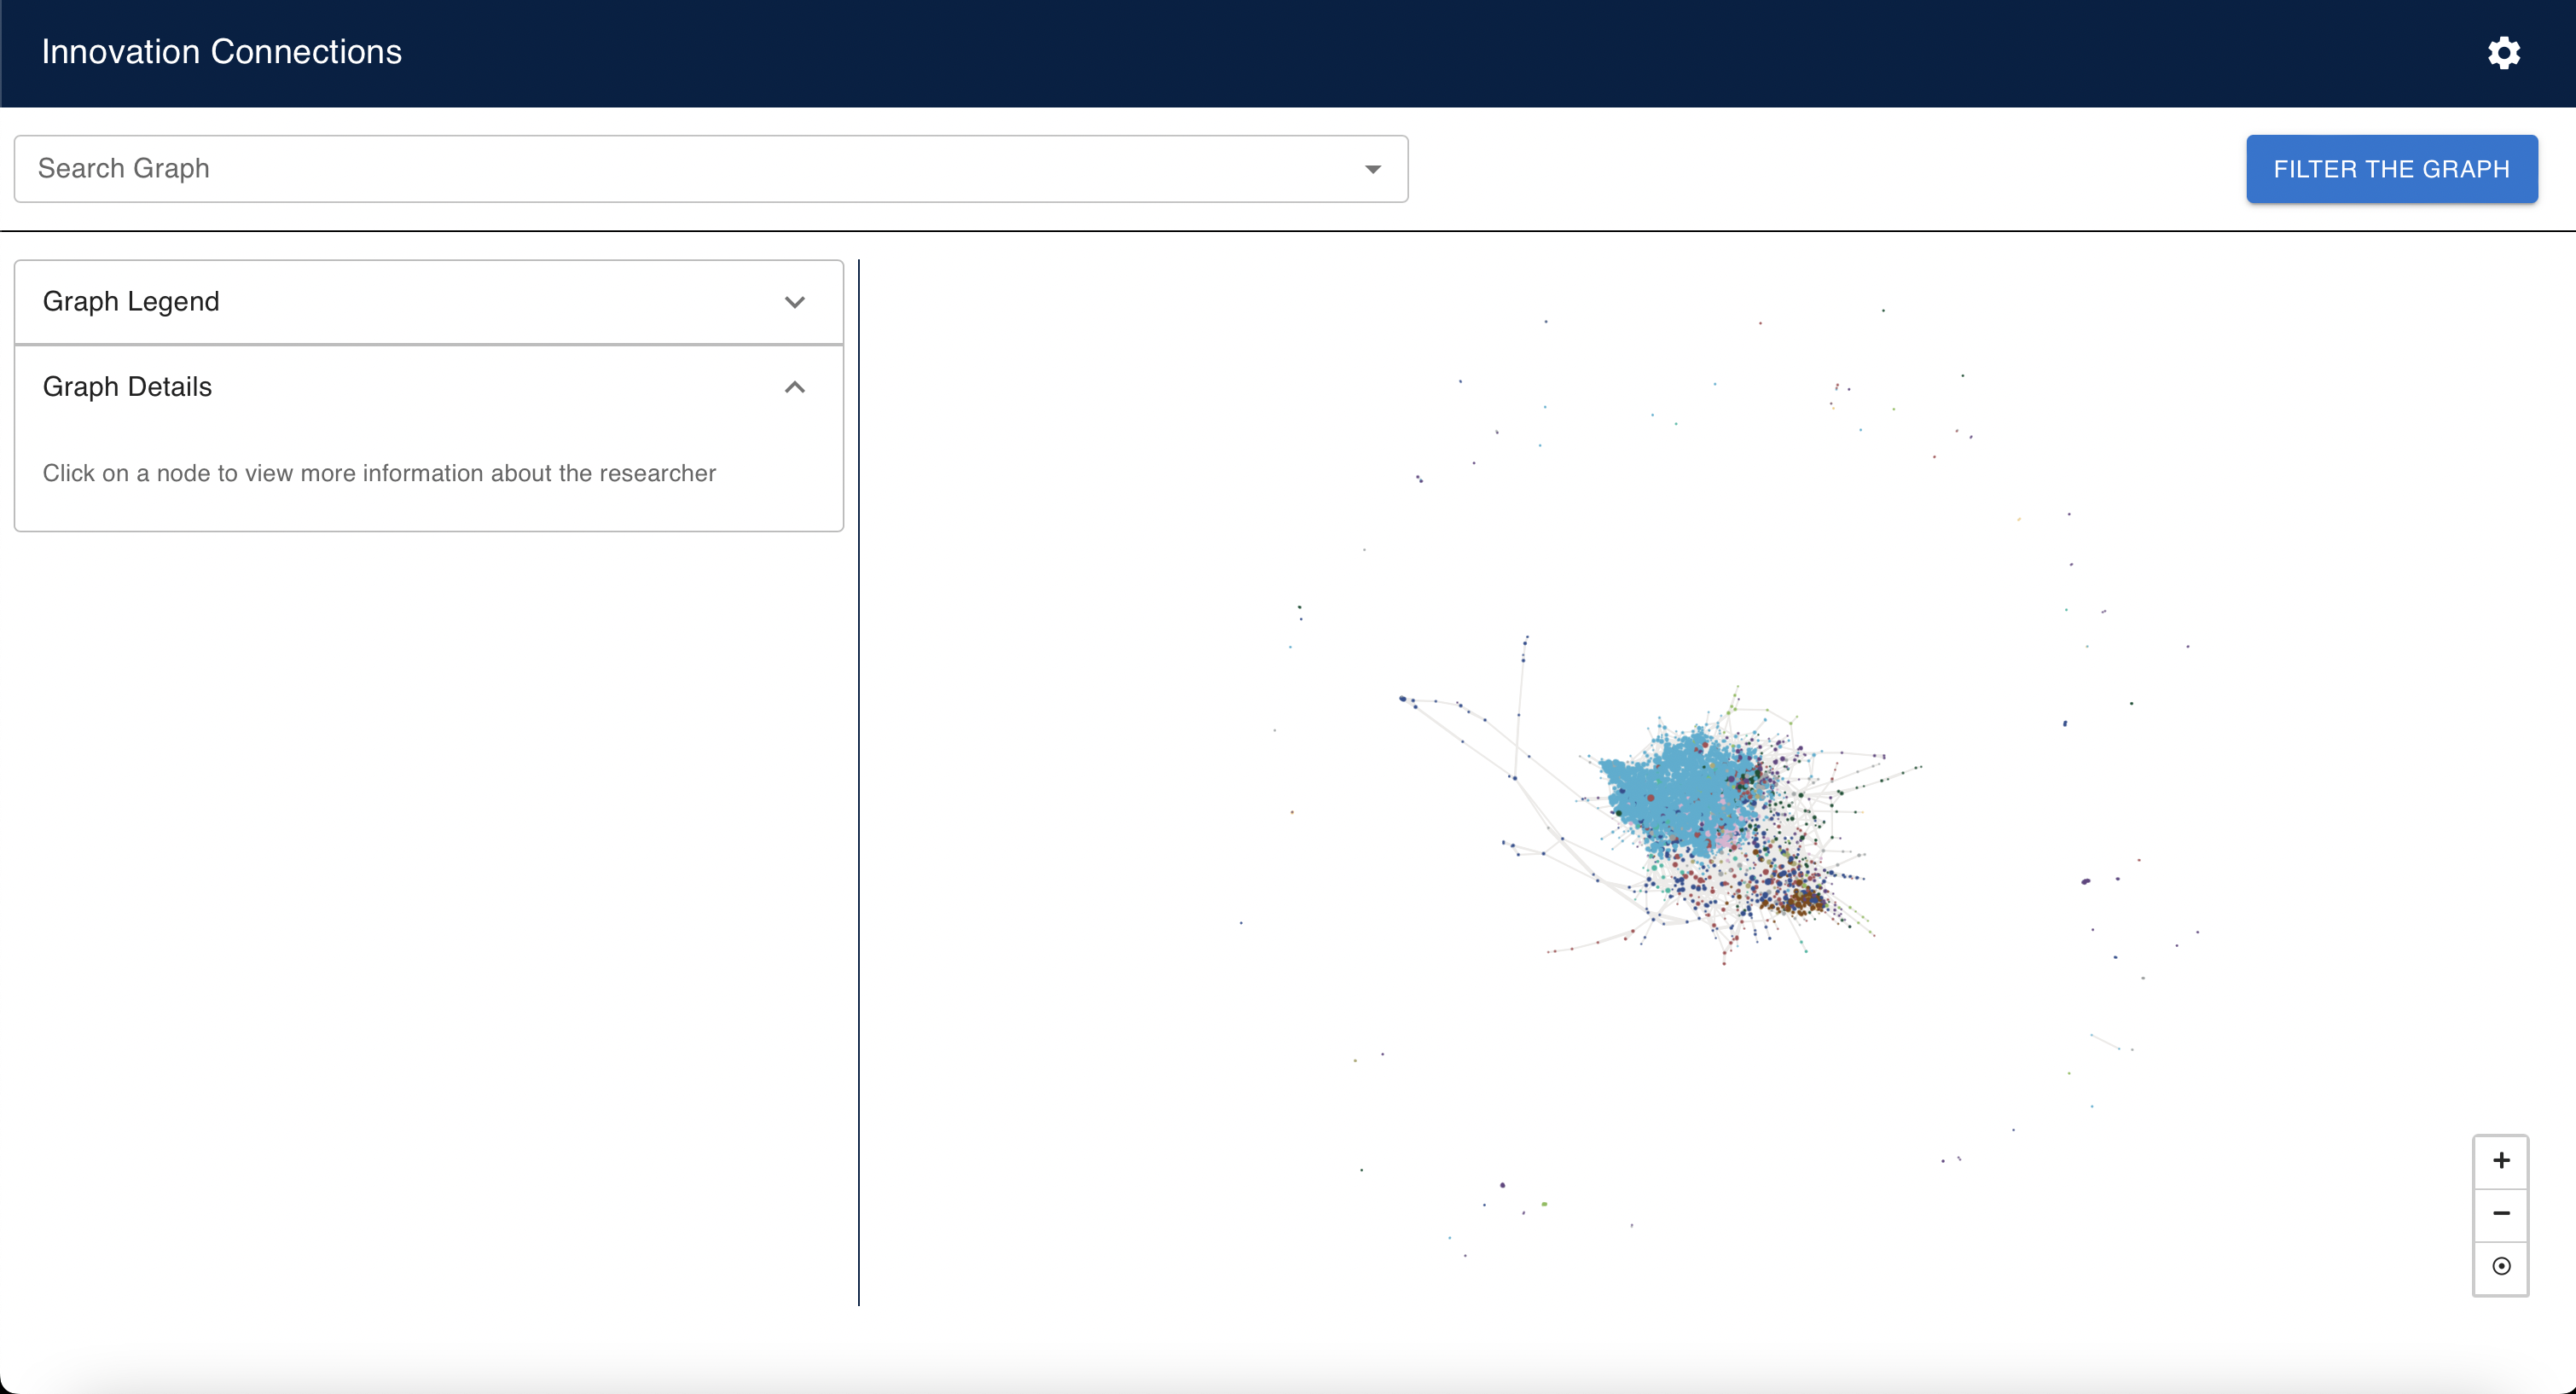 Innovation Connections
Search Graph
FILTER THE GRAPH
Graph Legend
Graph Details
Click on a node to view more information about the researcher